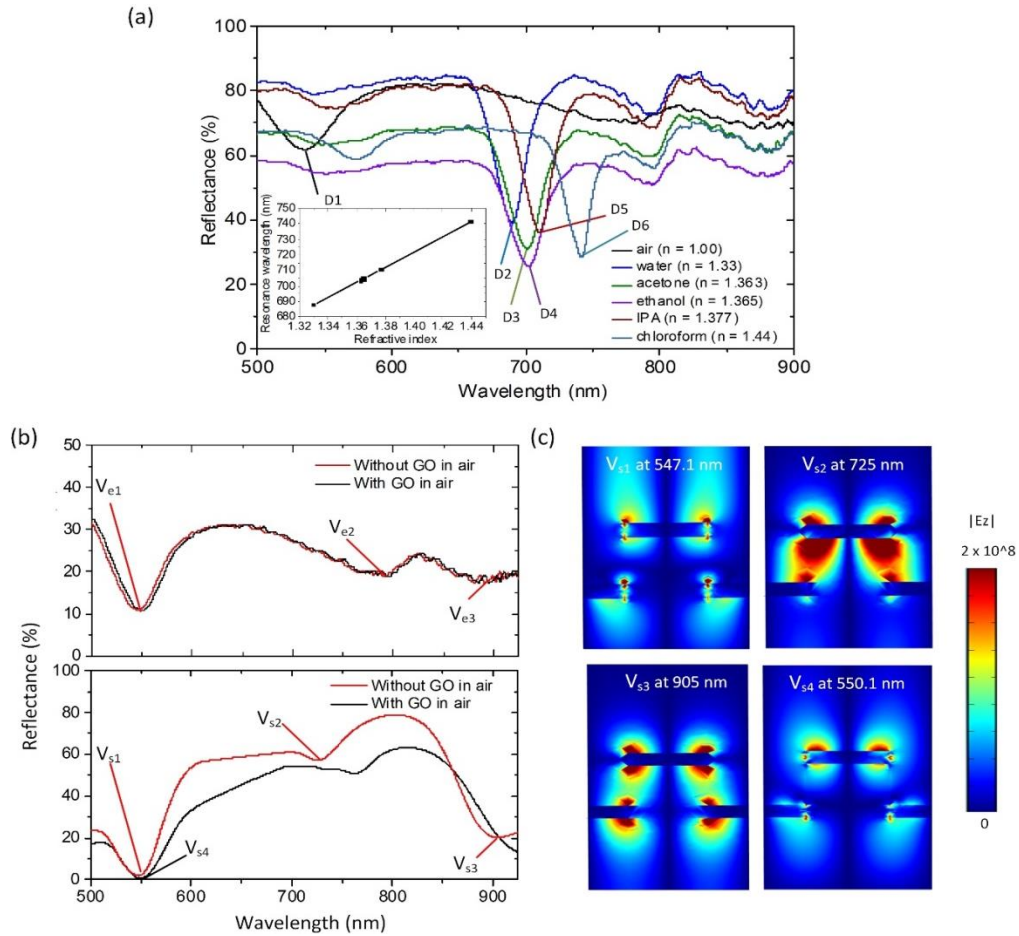 (a)
100
80
60
40
20
0
Reflectance (%)
500 600 700 800 900
Wavelength (nm)
D1
D2
D3
D4
D5
D6
air (n = 1.00)
water (n = 1.33)
acetone (n = 1.363)
ethanol (n = 1.365)
IPA (n = 1.377)
chloroform (n = 1.44)
Resonance wavelength (nm)
750
740
730
720
710
700
690
680
1.32 1.34 1.36 1.38 1.40 1.42 1.44
Refractive index
(b)
50
40
30
20
10
0
Without GO in air
With GO in air
Ve1
Ve2
Ve3
Reflectance (%)
100
80
60
40
20
0
Without GO in air
With GO in air
Vs1
Vs2
Vs3
Vs4
500 600 700 800 900
Wavelength (nm)
(c)
Vs1 at 547.1 nm
Vs2 at 725 nm
Vs3 at 905 nm
Vs4 at 550.1 nm
|Ez|
2 x 10^8
0